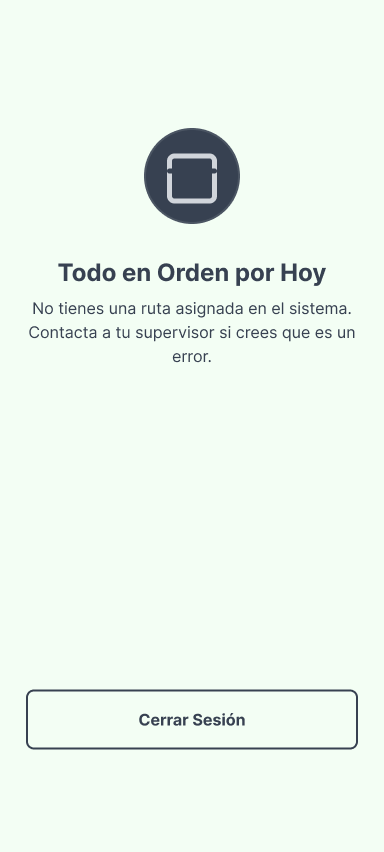 Todo en Orden por Hoy
No tienes una ruta asignada en el sistema.
Contacta a tu supervisor si crees que es un
error.
Cerrar Sesión